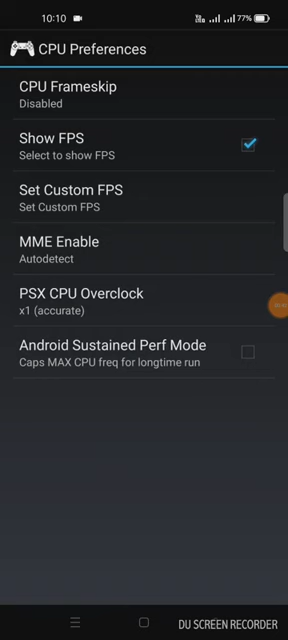 10:10
77%
CPU Preferences
CPU Frameskip
Disabled
Show FPS
Select to show FPS
Set Custom FPS
Set Custom FPS
MME Enable
Autodetect
PSX CPU Overclock
x1 (accurate)
Android Sustained Perf Mode
Caps MAX CPU freq for longtime run
DU SCREEN RECORDER